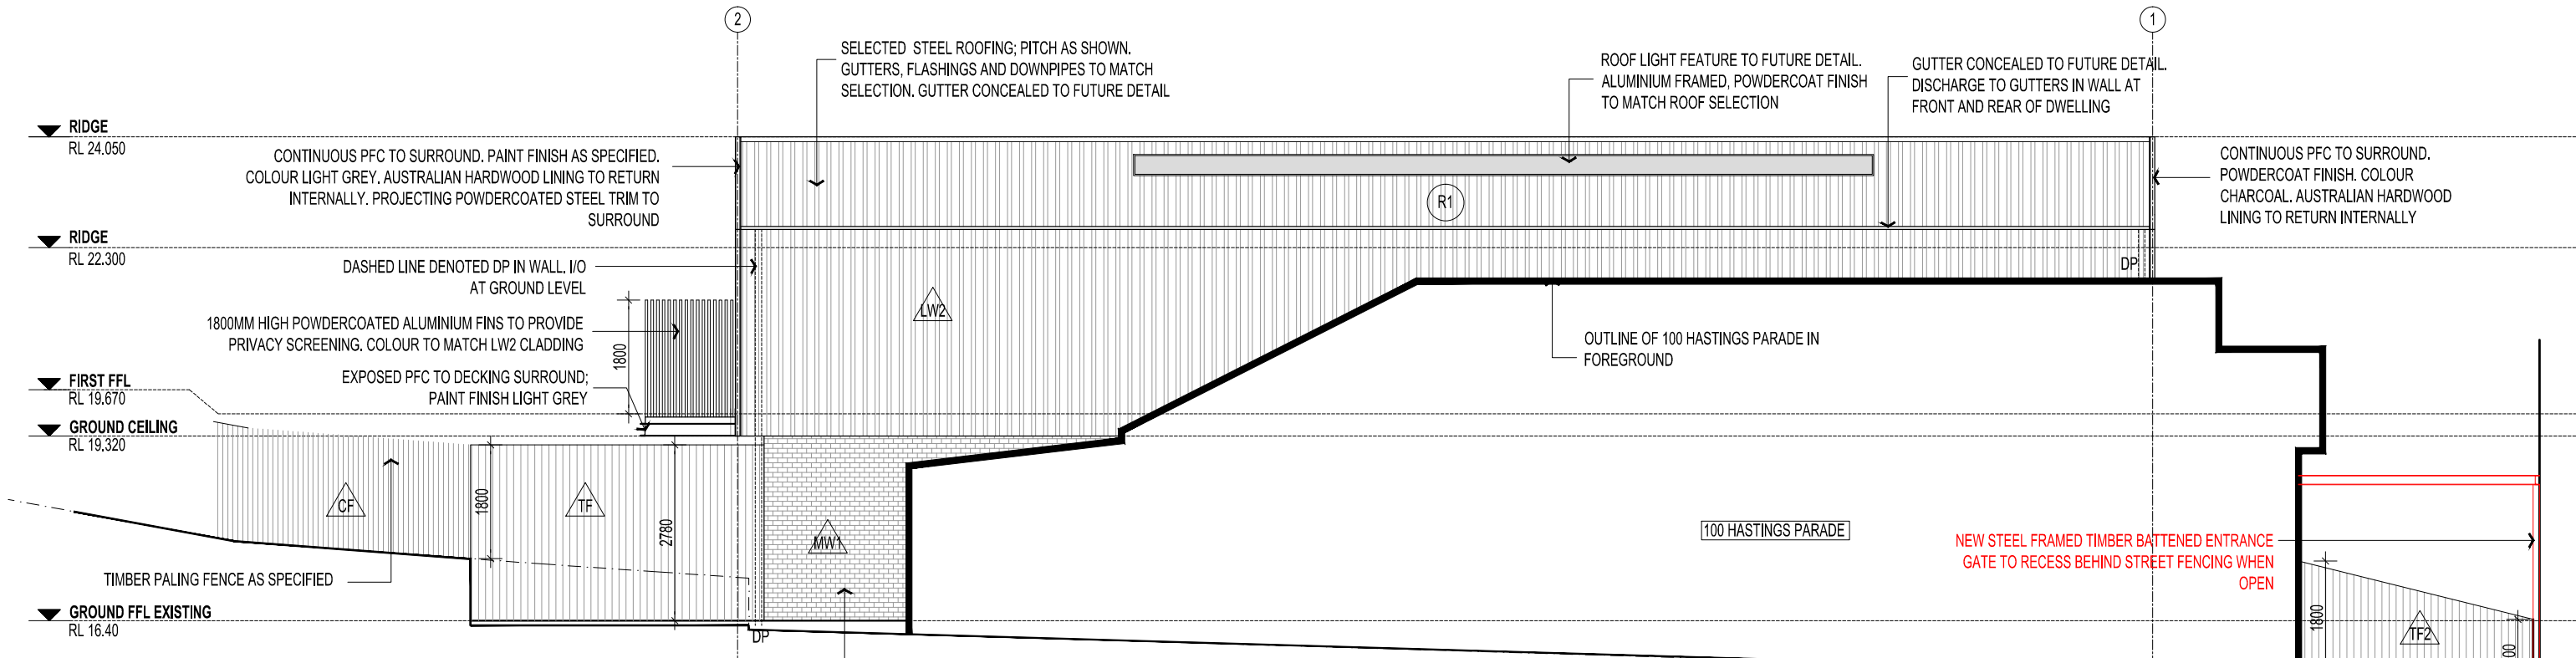 2
1
SELECTED STEEL ROOFING; PITCH AS SHOWN.
GUTTERS, FLASHINGS AND DOWNPIPES TO MATCH
SELECTION. GUTTER CONCEALED TO FUTURE DETAIL
ROOF LIGHT FEATURE TO FUTURE DETAIL.
ALUMINIUM FRAMED, POWDERCOAT FINISH
TO MATCH ROOF SELECTION
GUTTER CONCEALED TO FUTURE DETAIL.
DISCHARGE TO GUTTERS IN WALL AT
FRONT AND REAR OF DWELLING
RIDGE
RL 24.050
CONTINUOUS PFC TO SURROUND. PAINT FINISH AS SPECIFIED.
COLOUR LIGHT GREY. AUSTRALIAN HARDWOOD LINING TO RETURN
INTERNALLY. PROJECTING POWDERCOATED STEEL TRIM TO
SURROUND
CONTINUOUS PFC TO SURROUND.
POWDERCOAT FINISH. COLOUR
CHARCOAL. AUSTRALIAN HARDWOOD
LINING TO RETURN INTERNALLY
R1
RIDGE
RL 22.300
DASHED LINE DENOTED DP IN WALL. I/O
AT GROUND LEVEL
DP
LW2
1800MM HIGH POWDERCOATED ALUMINIUM FINS TO PROVIDE
PRIVACY SCREENING. COLOUR TO MATCH LW2 CLADDING
1800
OUTLINE OF 100 HASTINGS PARADE IN
FOREGROUND
EXPOSED PFC TO DECKING SURROUND;
PAINT FINISH LIGHT GREY
FIRST FFL
RL 19.670
GROUND CEILING
RL 19.320
CF
1800
TF
2780
MW1
100 HASTINGS PARADE
NEW STEEL FRAMED TIMBER BATTENED ENTRANCE
GATE TO RECESS BEHIND STREET FENCING WHEN
OPEN
TIMBER PALING FENCE AS SPECIFIED
GROUND FFL EXISTING
RL 16.40
DP
1800
TF2